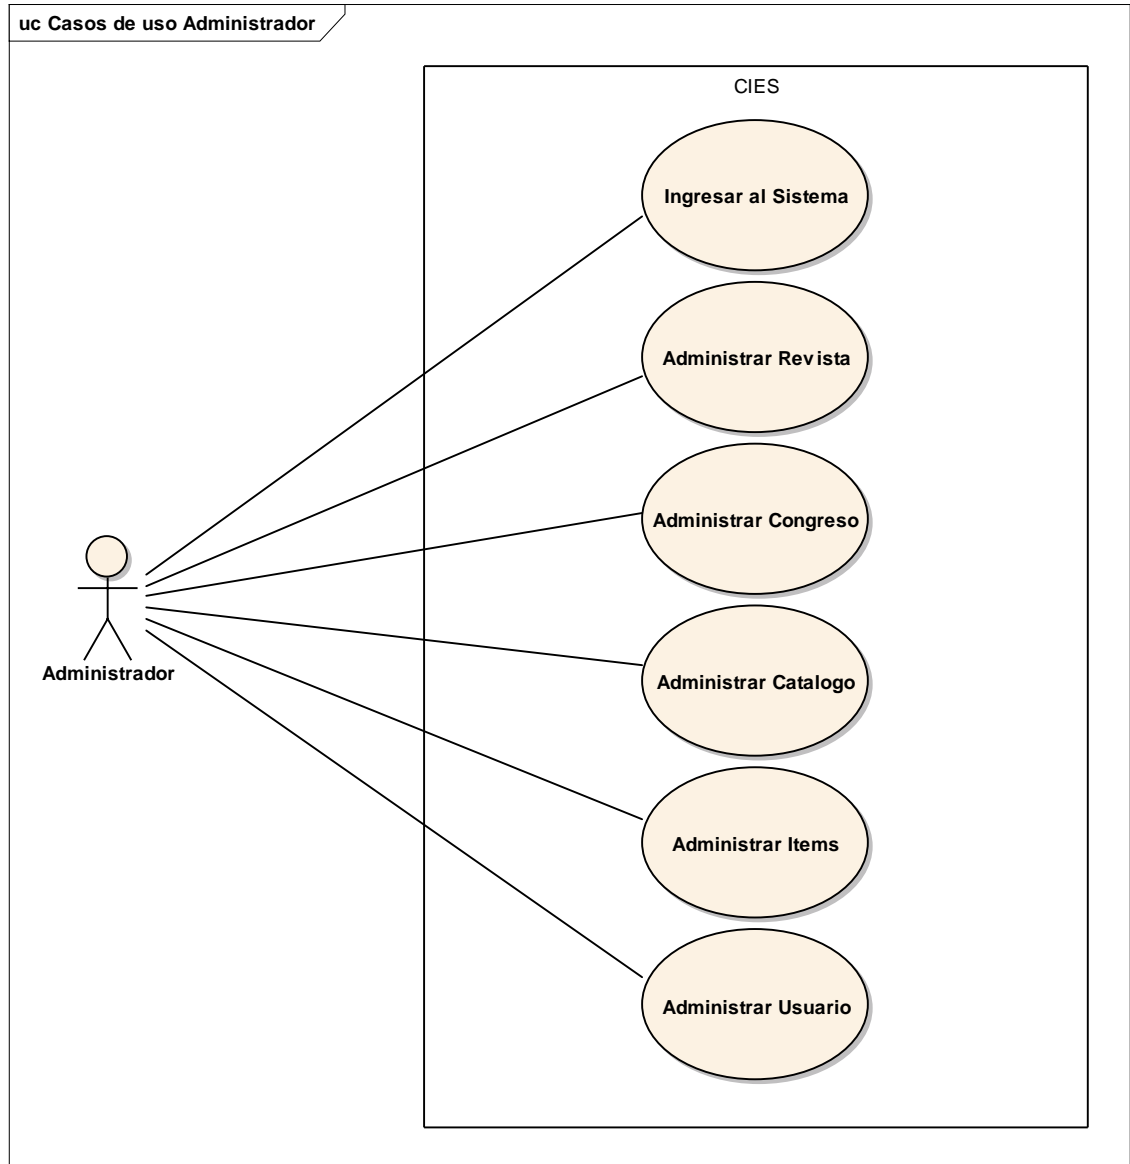 uc Casos de uso Administrador
CIES
Ingresar al Sistema
Administrar Revista
Administrar Congreso
Administrador
Administrar Catalogo
Administrar Items
Administrar Usuario